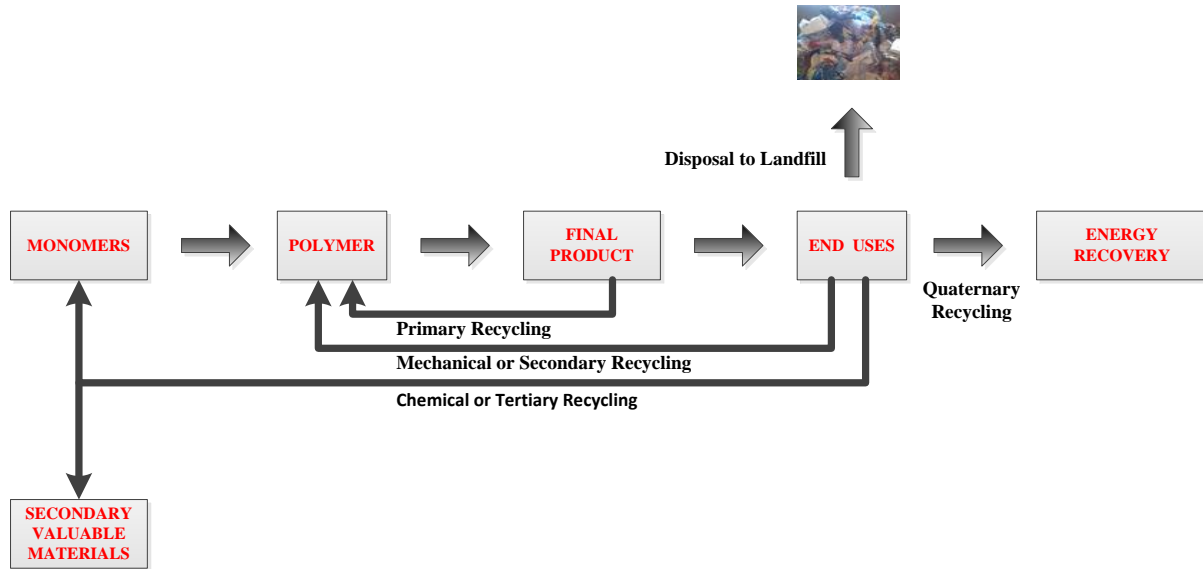 Disposal to Landfill
MONOMERS
POLYMER
FINAL
PRODUCT
END USES
ENERGY
RECOVERY
Quaternary
Recycling
Primary Recycling
Mechanical or Secondary Recycling
Chemical or Tertiary Recycling
SECONDARY
VALUABLE
MATERIALS